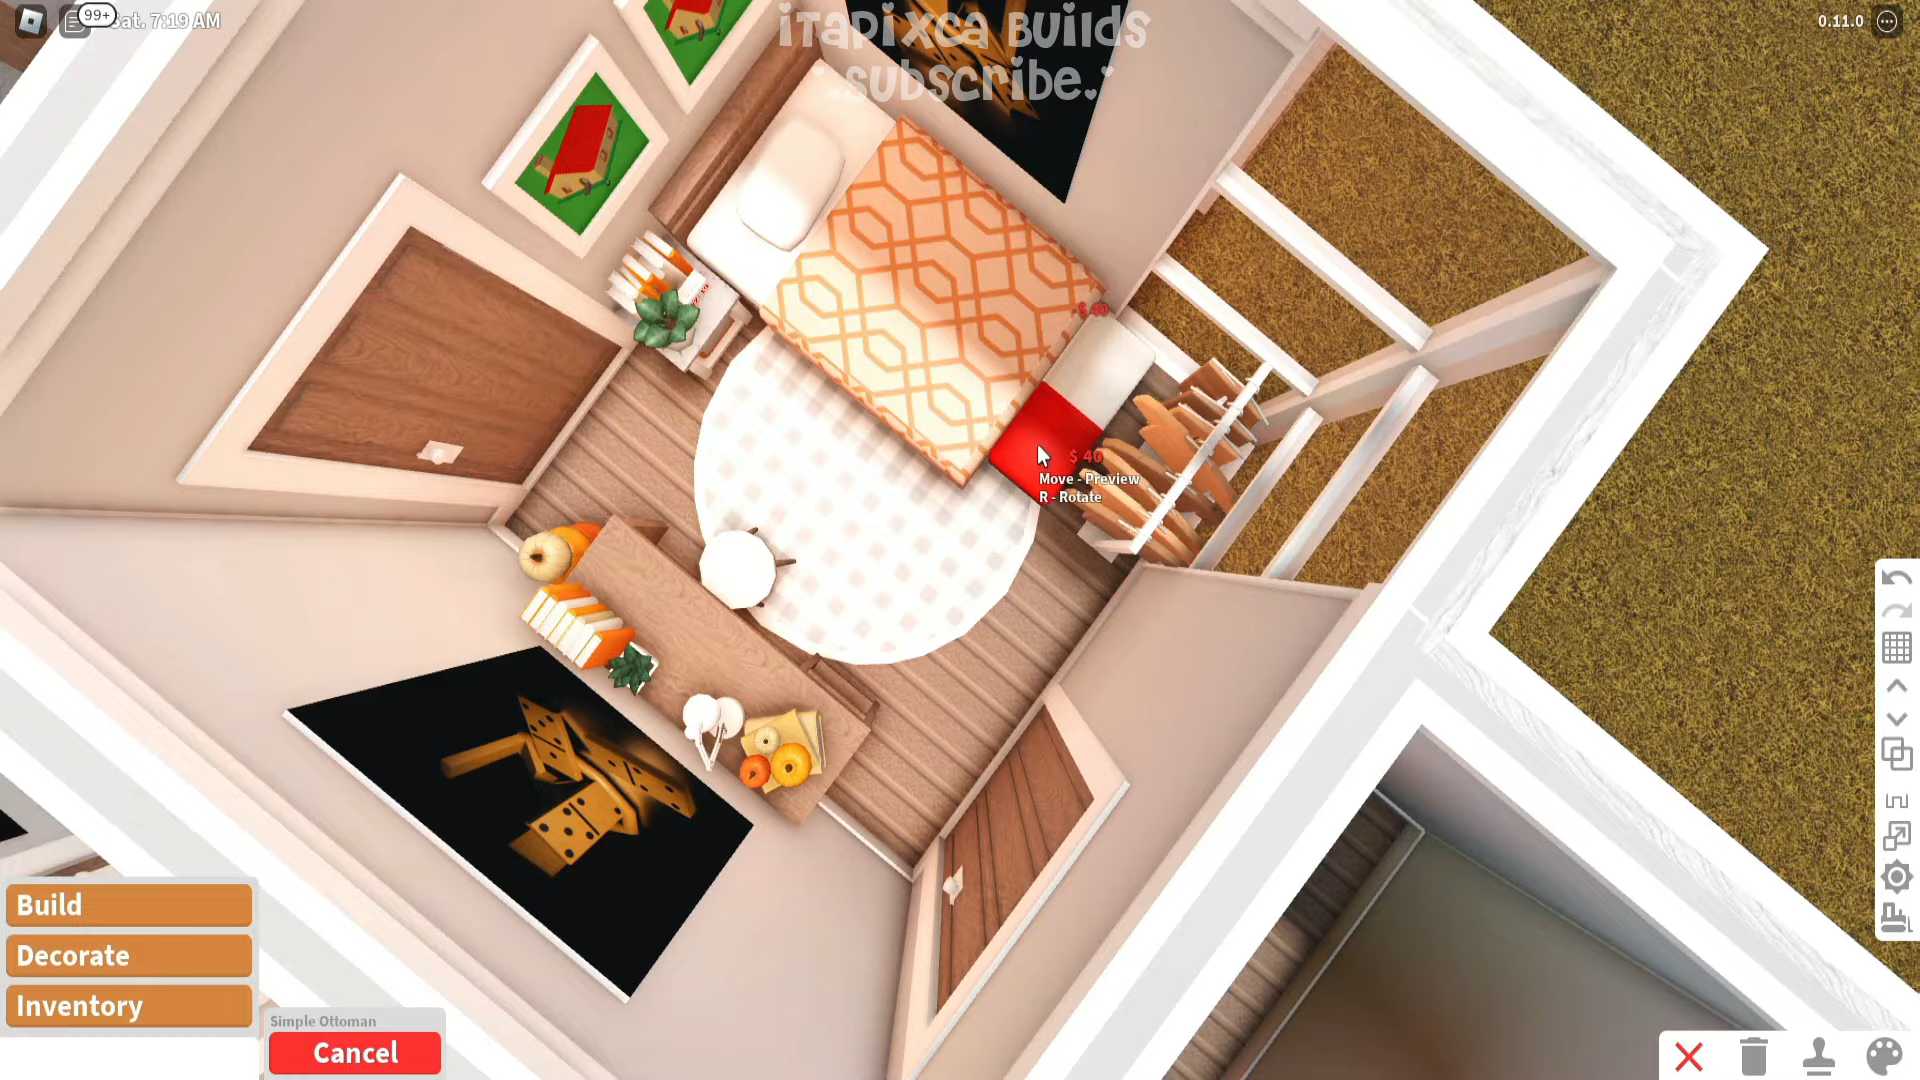 99+
Sat. 7:19 AM
iTAPiXCA BUiLDS
SUBSCRiBE.
0.11.0
-$ 40
$ 40
Move - Preview
R - Rotate
Build
Decorate
Inventory
Simple Ottoman
Cancel